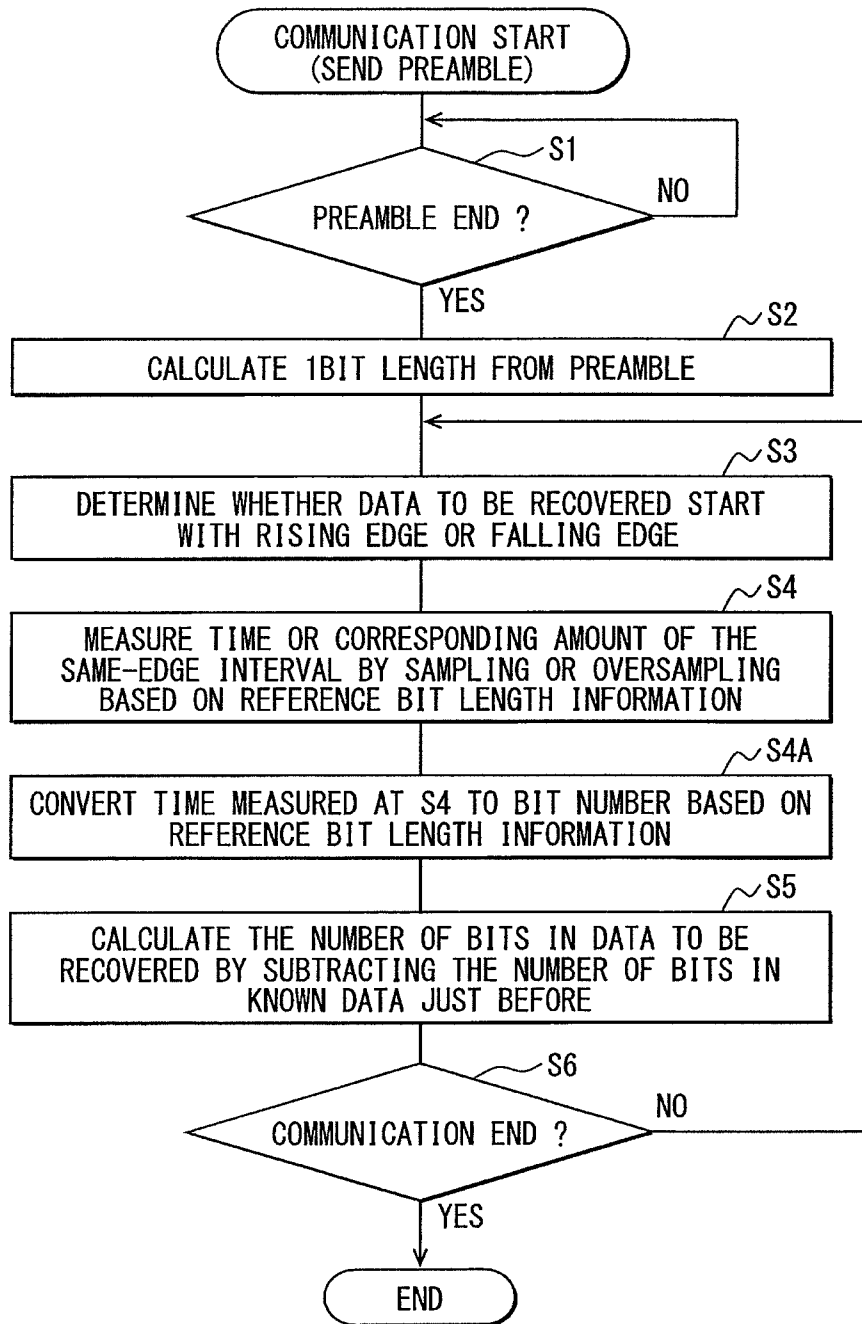 COMMUNICATION START
(SEND PREAMBLE)
S1
PREAMBLE END ?
NO
YES
S2
CALCULATE 1BIT LENGTH FROM PREAMBLE
S3
DETERMINE WHETHER DATA TO BE RECOVERED START
WITH RISING EDGE OR FALLING EDGE
S4
MEASURE TIME OR CORRESPONDING AMOUNT OF THE
SAME-EDGE INTERVAL BY SAMPLING OR OVERSAMPLING
BASED ON REFERENCE BIT LENGTH INFORMATION
S4A
CONVERT TIME MEASURED AT S4 TO BIT NUMBER BASED ON
REFERENCE BIT LENGTH INFORMATION
S5
CALCULATE THE NUMBER OF BITS IN DATA TO BE
RECOVERED BY SUBTRACTING THE NUMBER OF BITS IN
KNOWN DATA JUST BEFORE
S6
COMMUNICATION END ?
NO
YES
END